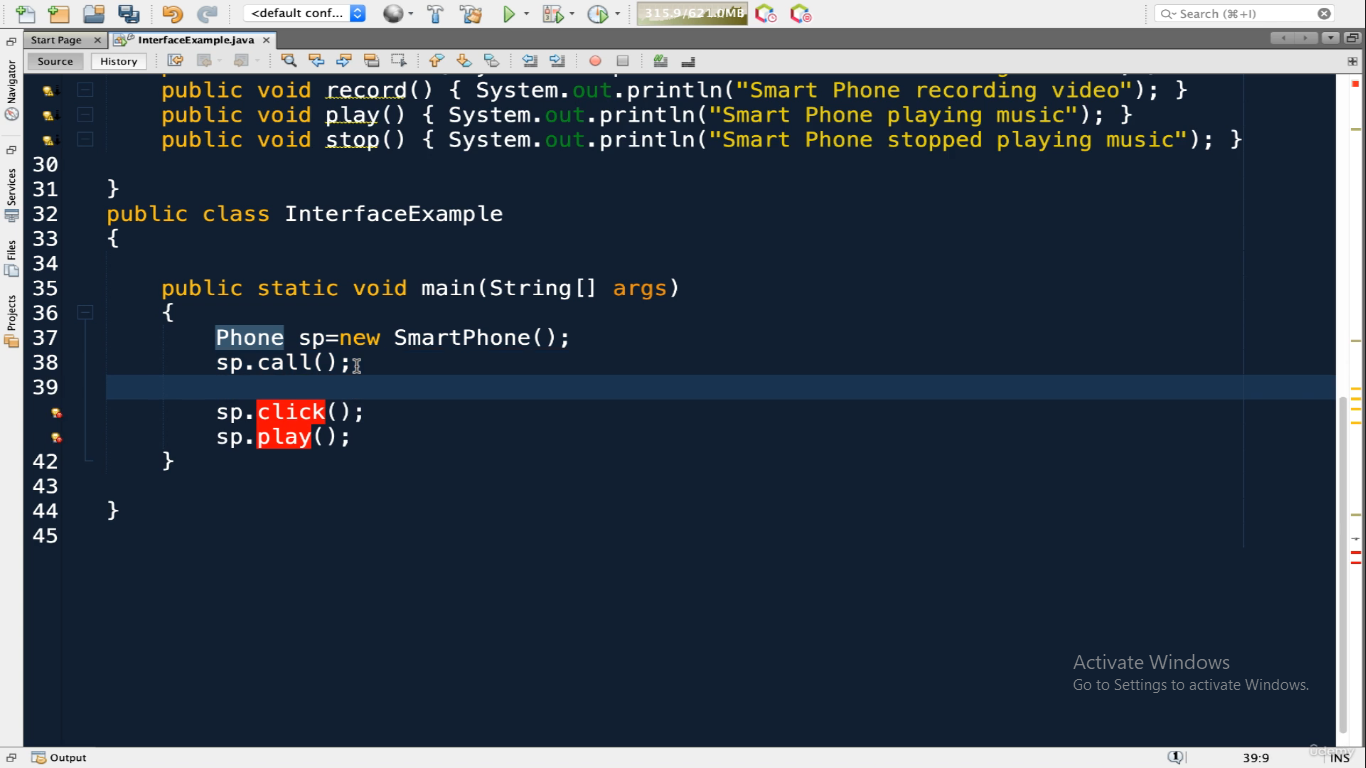 <default conf...
315.9/621.0MB
Search (⌘+I)
Start Page
InterfaceExample.java
Source
History
Navigator
Services
Files
Projects
public void record() { System.out.println("Smart Phone recording video"); }
public void play() { System.out.println("Smart Phone playing music"); }
public void stop() { System.out.println("Smart Phone stopped playing music"); }
30
31 }
32 public class InterfaceExample
33 {
34
35 public static void main(String[] args)
36 {
37 Phone sp=new SmartPhone();
38 sp.call();
39
sp.click();
sp.play();
42 }
43
44 }
45
Activate Windows
Go to Settings to activate Windows.
Output
1
39:9
INS
Udemy